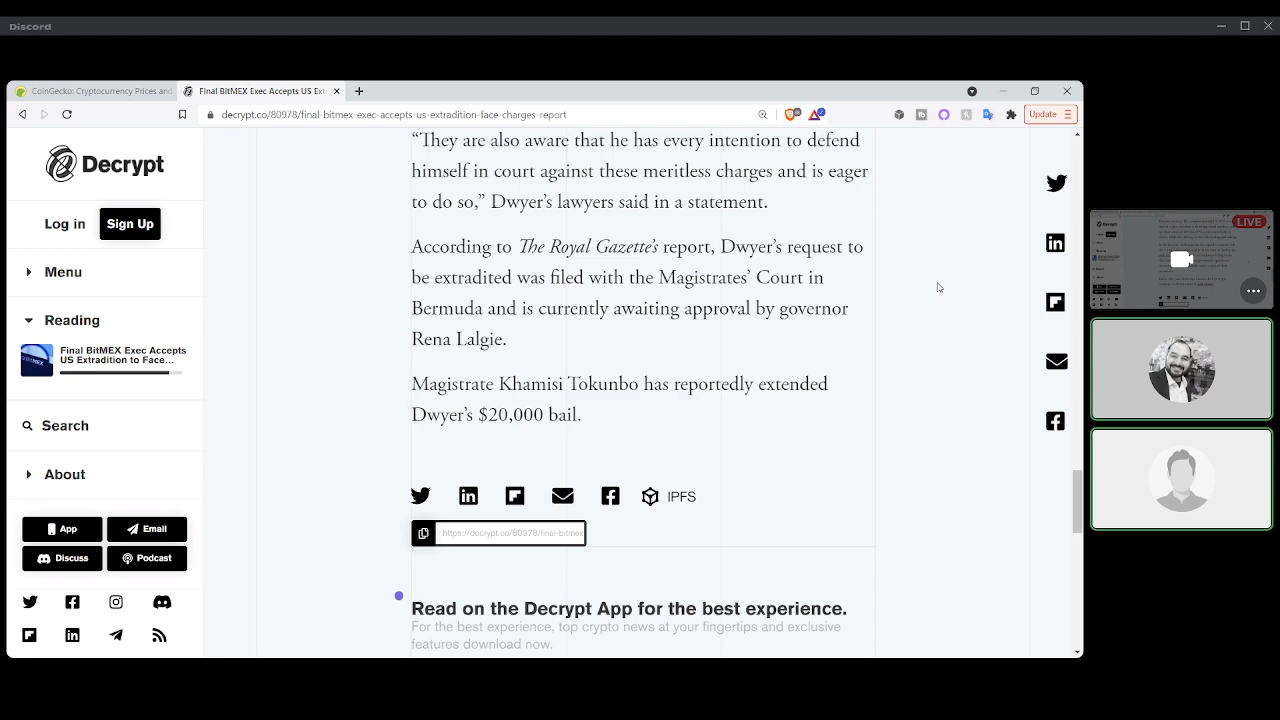 Discord
CoinGecko: Cryptocurrency Prices and
Final BitMEX Exec Accepts US Ext
decrypt.co/80978/final-bitmex-exec-accepts-us-extradition-face-charges-report
Update
Decrypt
Log in
Sign Up
Menu
Reading
Final BitMEX Exec Accepts
US Extradition to Face...
Search
About
App
Email
Discuss
Podcast
“They are also aware that he has every intention to defend
himself in court against these meritless charges and is eager
to do so,” Dwyer’s lawyers said in a statement.
According to The Royal Gazette’s report, Dwyer’s request to
be extradited was filed with the Magistrates’ Court in
Bermuda and is currently awaiting approval by governor
Rena Lalgie.
Magistrate Khamisi Tokunbo has reportedly extended
Dwyer’s $20,000 bail.
IPFS
https://decrypt.co/80978/final-bitmex
Read on the Decrypt App for the best experience.
For the best experience, top crypto news at your fingertips and exclusive
features download now.
LIVE